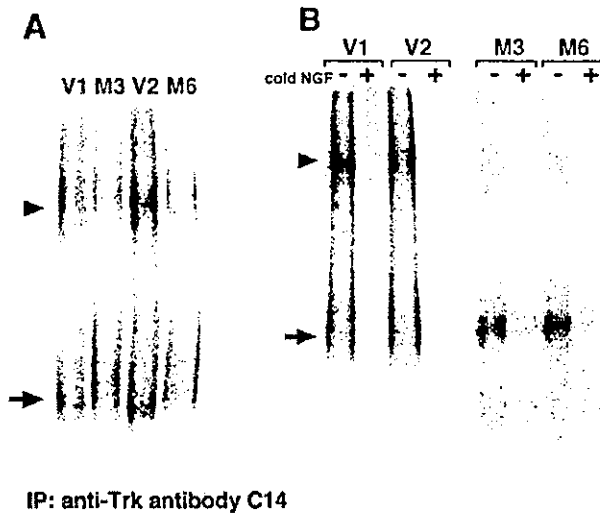 A
V1 M3 V2 M6
B
V1 V2 M3 M6
cold NGF - + - + - + - +
IP: anti-Trk antibody C14